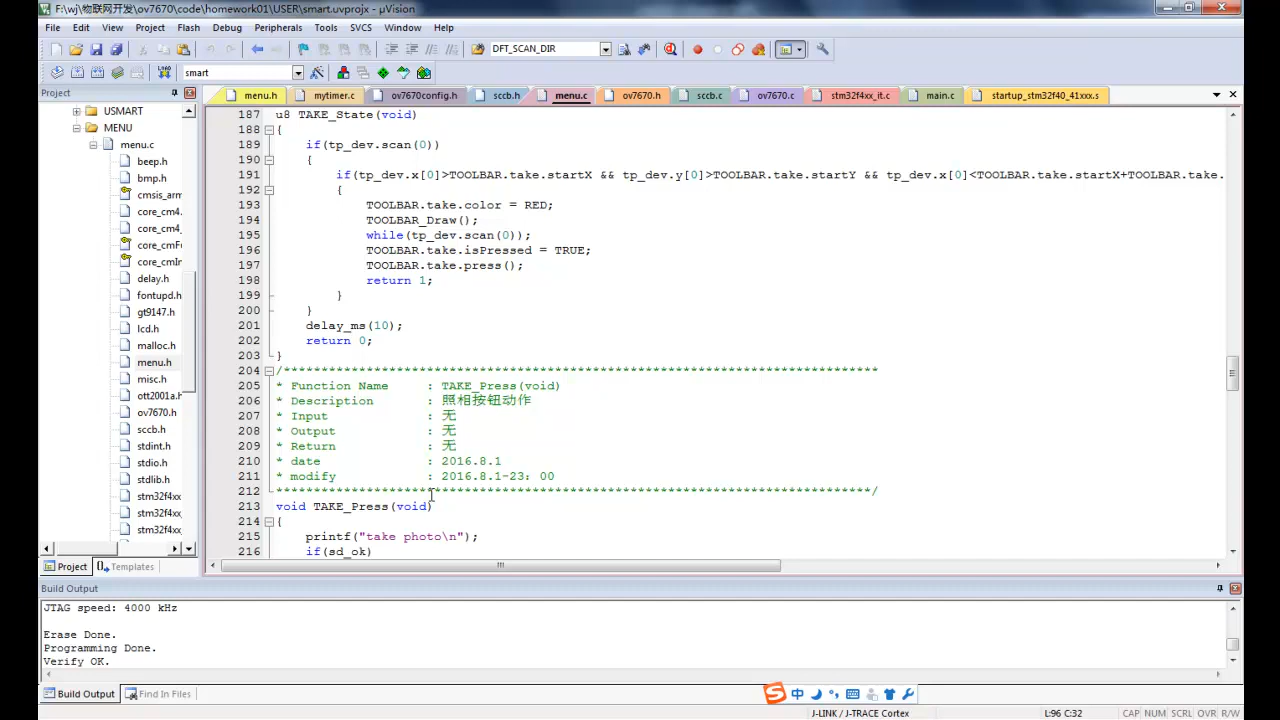 F:\wj\物联网开发\ov7670\code\homework01\USER\smart.uvprojx - µVision
File Edit View Project Flash Debug Peripherals Tools SVCS Window Help
DFT_SCAN_DIR
smart
Project
menu.h mytimer.c ov7670config.h sccb.h menu.c ov7670.h sccb.c ov7670.c stm32f4xx_it.c main.c startup_stm32f40_41xxx.s
USMART
MENU
menu.c
beep.h
bmp.h
cmsis_arm
core_cm4.
core_cm4_
core_cmFu
core_cmIn
delay.h
fontupd.h
gt9147.h
lcd.h
malloc.h
menu.h
misc.h
ott2001a.h
ov7670.h
sccb.h
stdint.h
stdio.h
stdlib.h
stm32f4xx
stm32f4xx
stm32f4xx
Project Templates
187 u8 TAKE_State(void)
188 {
189 if(tp_dev.scan(0))
190 {
191 if(tp_dev.x[0]>TOOLBAR.take.startX && tp_dev.y[0]>TOOLBAR.take.startY && tp_dev.x[0]<TOOLBAR.take.startX+TOOLBAR.take.
192 {
193 TOOLBAR.take.color = RED;
194 TOOLBAR_Draw();
195 while(tp_dev.scan(0));
196 TOOLBAR.take.isPressed = TRUE;
197 TOOLBAR.take.press();
198 return 1;
199 }
200 }
201 delay_ms(10);
202 return 0;
203 }
204 /*******************************************************************************
205 * Function Name : TAKE_Press(void)
206 * Description : 照相按钮动作
207 * Input : 无
208 * Output : 无
209 * Return : 无
210 * date : 2016.8.1
211 * modify : 2016.8.1-23：00
212 *******************************************************************************/
213 void TAKE_Press(void)
214 {
215 printf("take photo\n");
216 if(sd_ok)
Build Output
JTAG speed: 4000 kHz
Erase Done.
Programming Done.
Verify OK.
Build Output Find In Files
中
J-LINK / J-TRACE Cortex L:96 C:32 CAP NUM SCRL OVR R/W